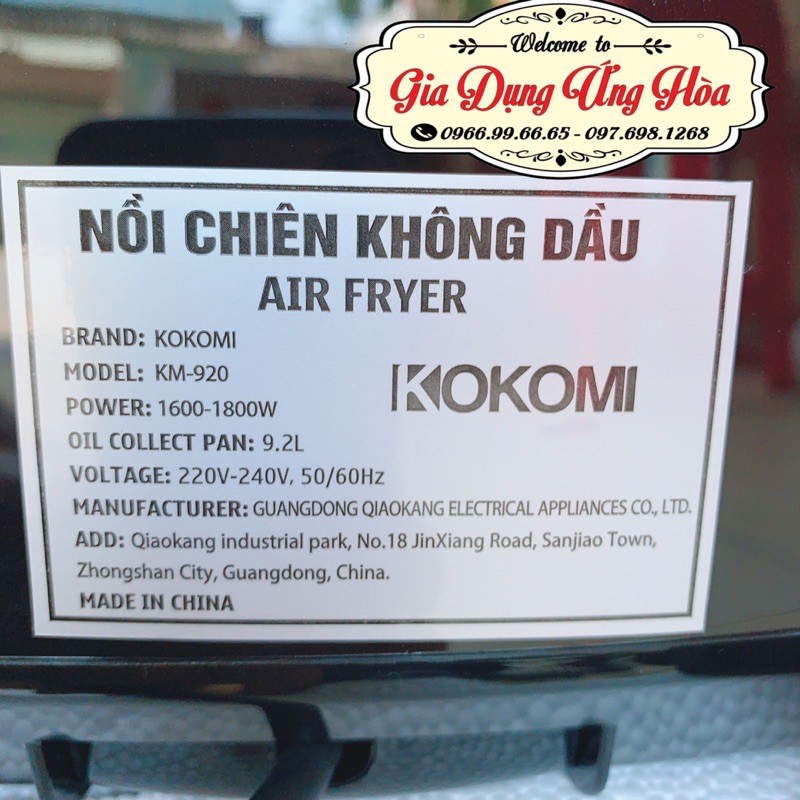 Welcome to
Gia Dụng Ứng Hòa
0966.99.66.65 - 097.698.1268
NỒI CHIÊN KHÔNG DẦU
AIR FRYER
BRAND: KOKOMI
MODEL: KM-920
KOKOMI
POWER: 1600-1800W
OIL COLLECT PAN: 9.2L
VOLTAGE: 220V-240V, 50/60Hz
MANUFACTURER: GUANGDONG QIAOKANG ELECTRICAL APPLIANCES CO., LTD.
ADD: Qiaokang industrial park, No.18 JinXiang Road, Sanjiao Town,
Zhongshan City, Guangdong, China.
MADE IN CHINA